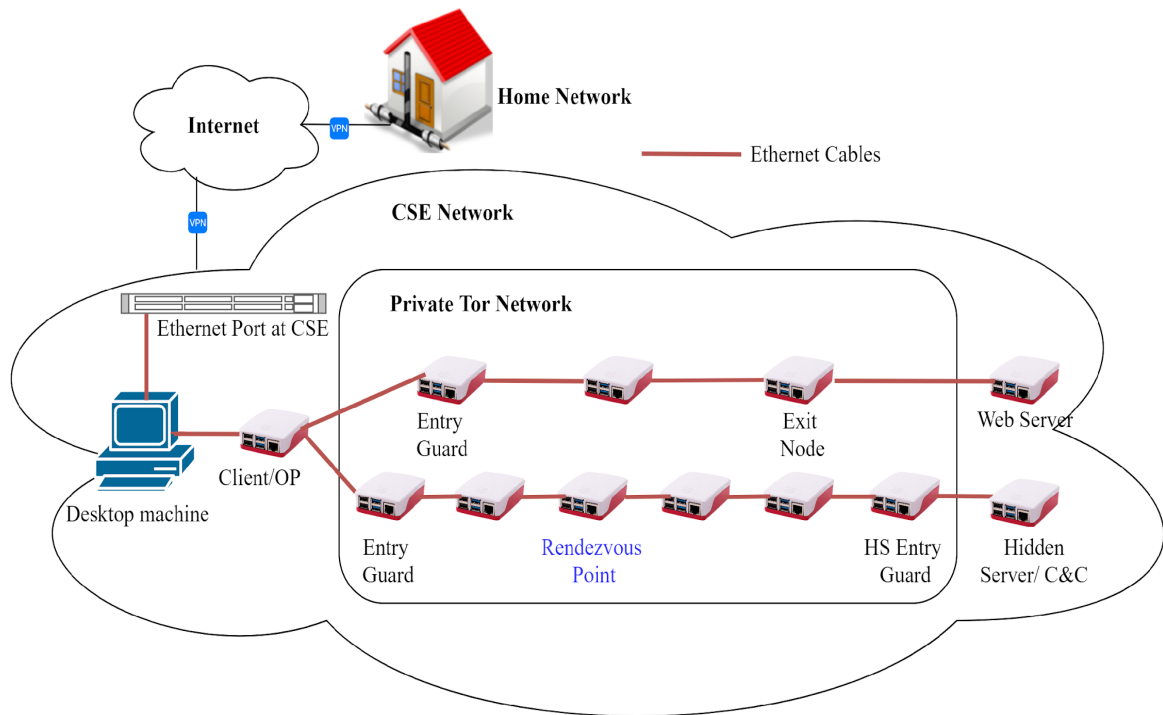 Home Network
Internet
VPN
Ethernet Cables
VPN
CSE Network
Private Tor Network
Ethernet Port at CSE
Entry
Guard
Exit
Node
Web Server
Client/OP
Desktop machine
Entry
Guard
Rendezvous
Point
HS Entry
Guard
Hidden
Server/ C&C